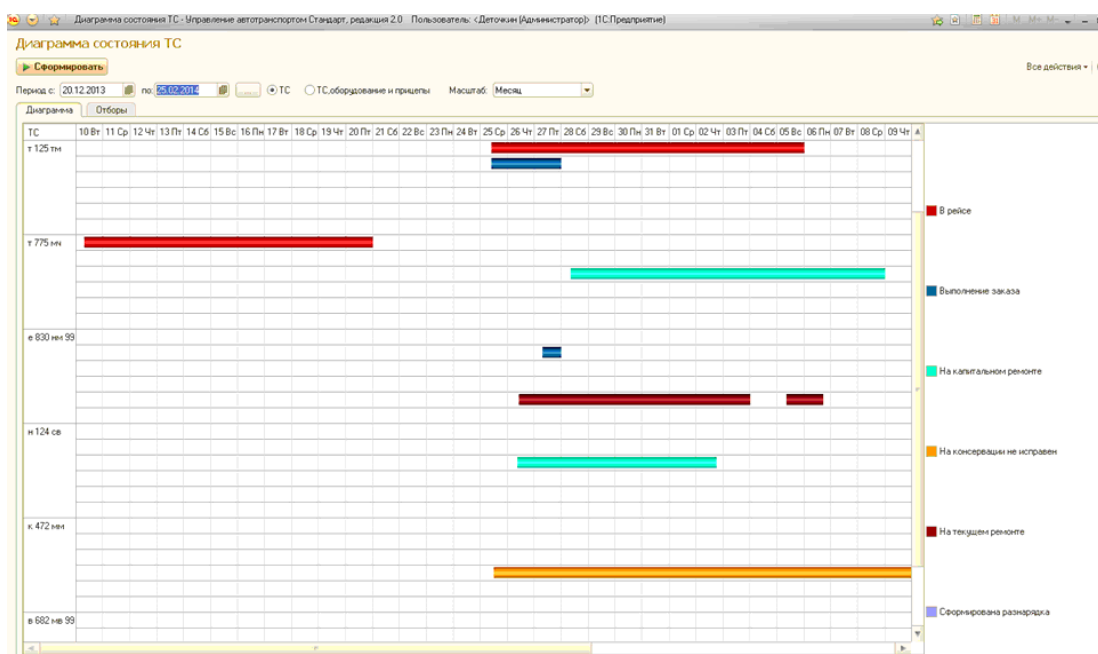 Диаграмма состояния ТС - Управление автотранспортом Стандарт, редакция 2.0 Пользователь: <Деточкин (Администратор)> (1С:Предприятие)
M M+ M-
Диаграмма состояния ТС
Сформировать
Все действия
Период с: 20.12.2013 по: 25.02.2014 ... ТС ТС,оборудование и прицепы Масштаб: Месяц
Диаграмма Отборы
ТС 10 Вт 11 Ср 12 Чт 13 Пт 14 Сб 15 Вс 16 Пн 17 Вт 18 Ср 19 Чт 20 Пт 21 Сб 22 Вс 23 Пн 24 Вт 25 Ср 26 Чт 27 Пт 28 Сб 29 Вс 30 Пн 31 Вт 01 Ср 02 Чт 03 Пт 04 Сб 05 Вс 06 Пн 07 Вт 08 Ср 09 Чт
т 125 тм
В рейсе
т 775 мч
Выполнение заказа
е 830 нм 99
На капитальном ремонте
н 124 св
На консервации не исправен
к 472 мм
На текущем ремонте
Сформирована разнарядка
в 682 мв 99